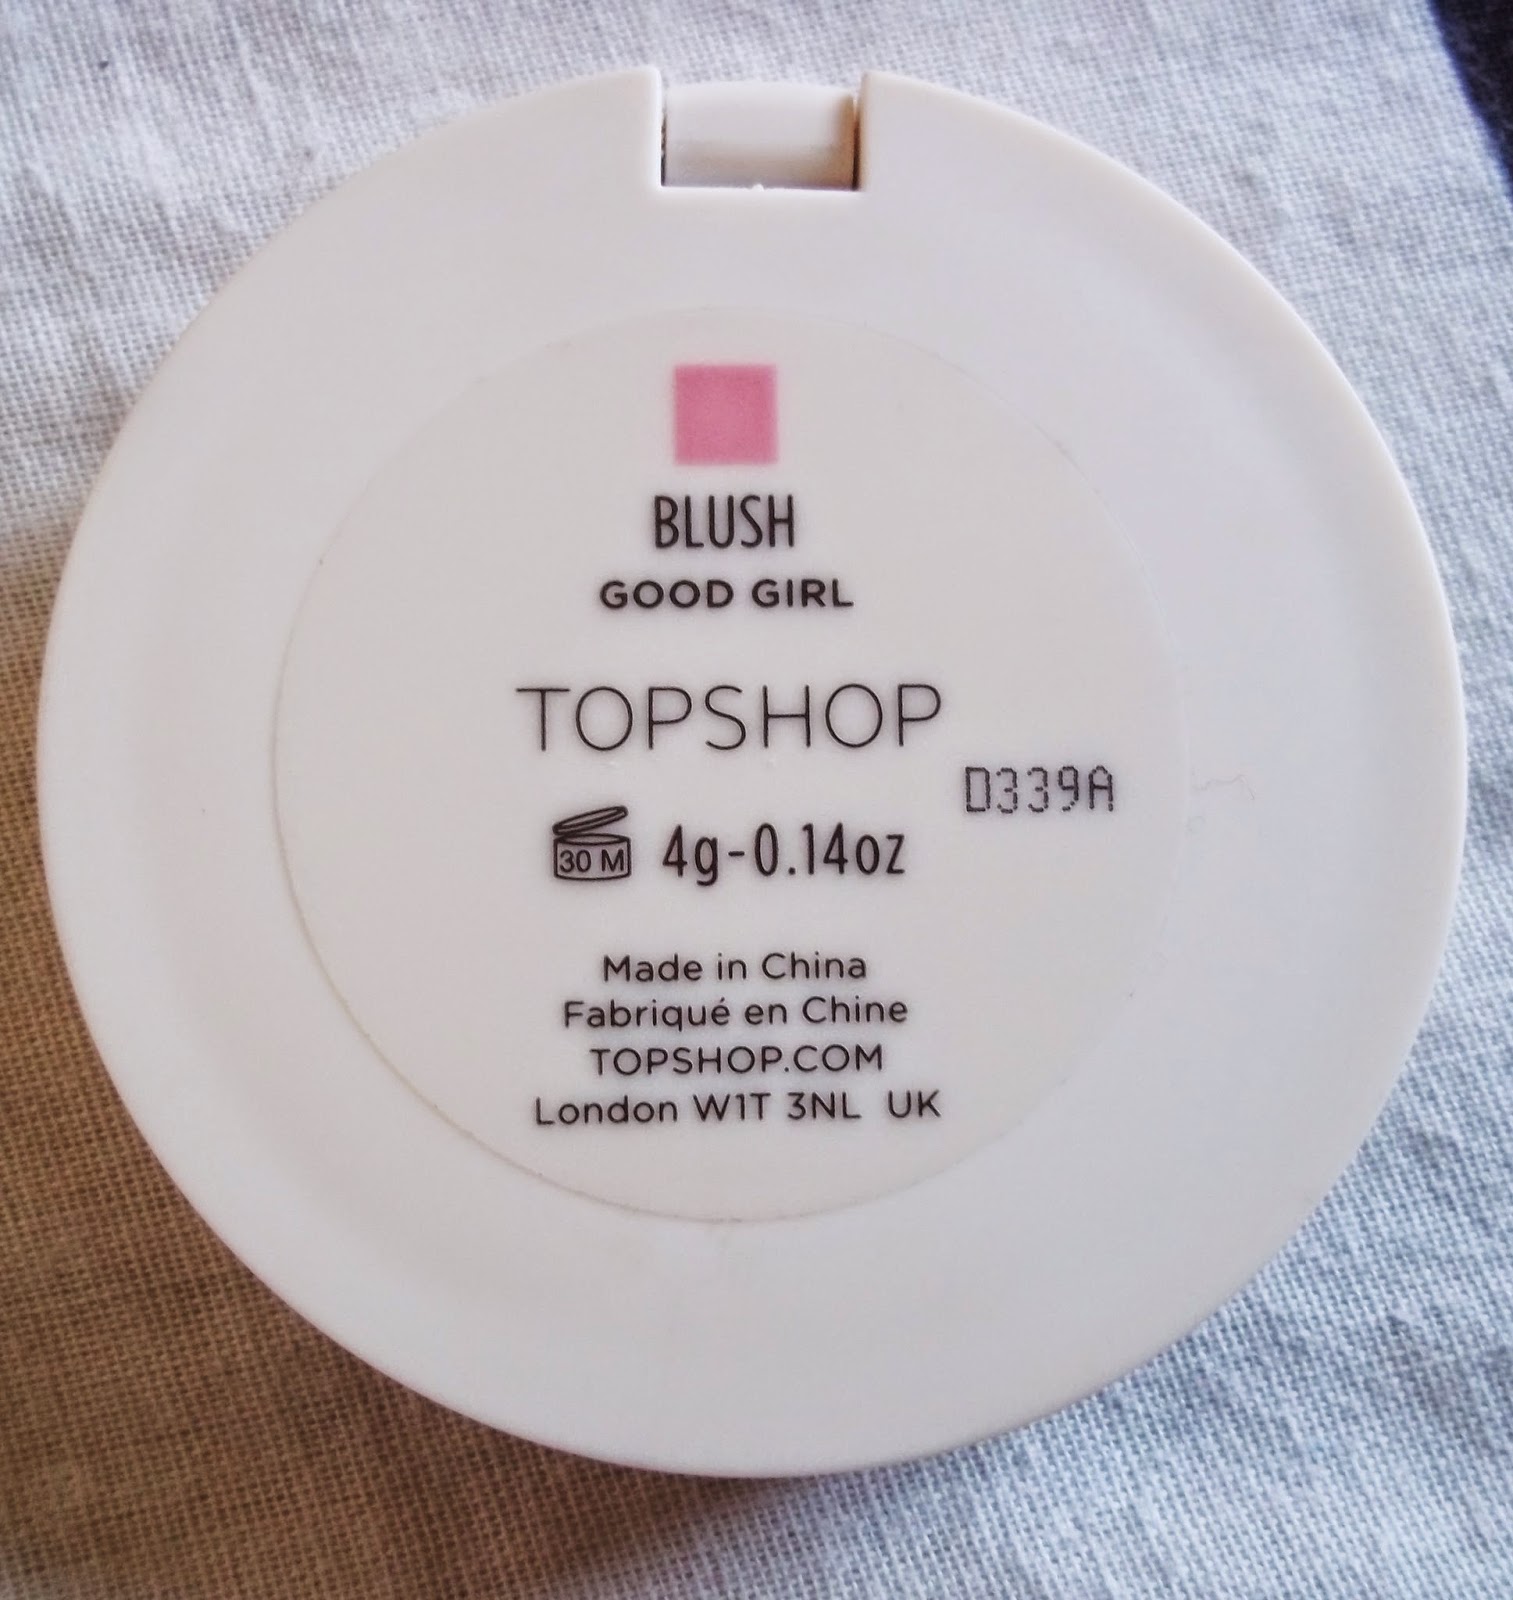 BLUSH
GOOD GIRL
TOPSHOP
D339A
30 M 4g-0.14oz
Made in China
Fabriqué en Chine
TOPSHOP.COM
London W1T 3NL UK